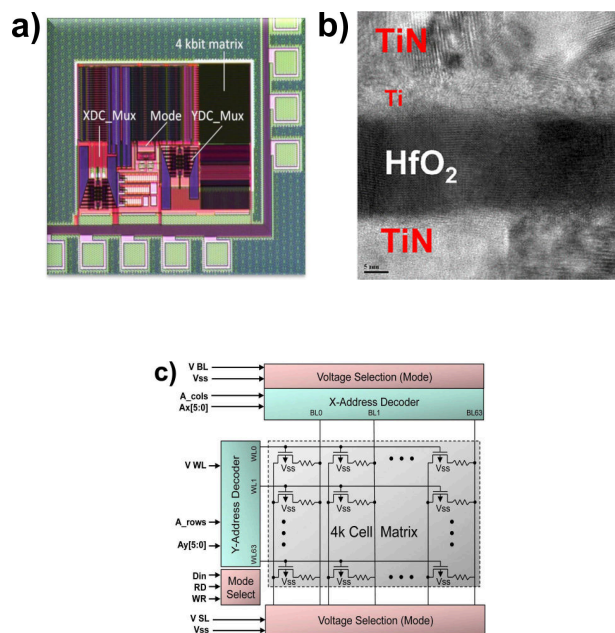 a)
4 kbit matrix
XDC_Mux
Mode
YDC_Mux
b)
TiN
Ti
HfO2
TiN
5 nm
c)
V BL
Vss
Voltage Selection (Mode)
A_cols
Ax[5:0]
X-Address Decoder
BL0
BL1
BL63
V WL
A_rows
Ay[5:0]
Y-Address Decoder
WL0
WL1
WL63
Vss
Vss
Vss
Vss
Vss
Vss
4k Cell Matrix
Vss
Vss
Vss
Din
RD
WR
Mode
Select
V SL
Vss
Voltage Selection (Mode)